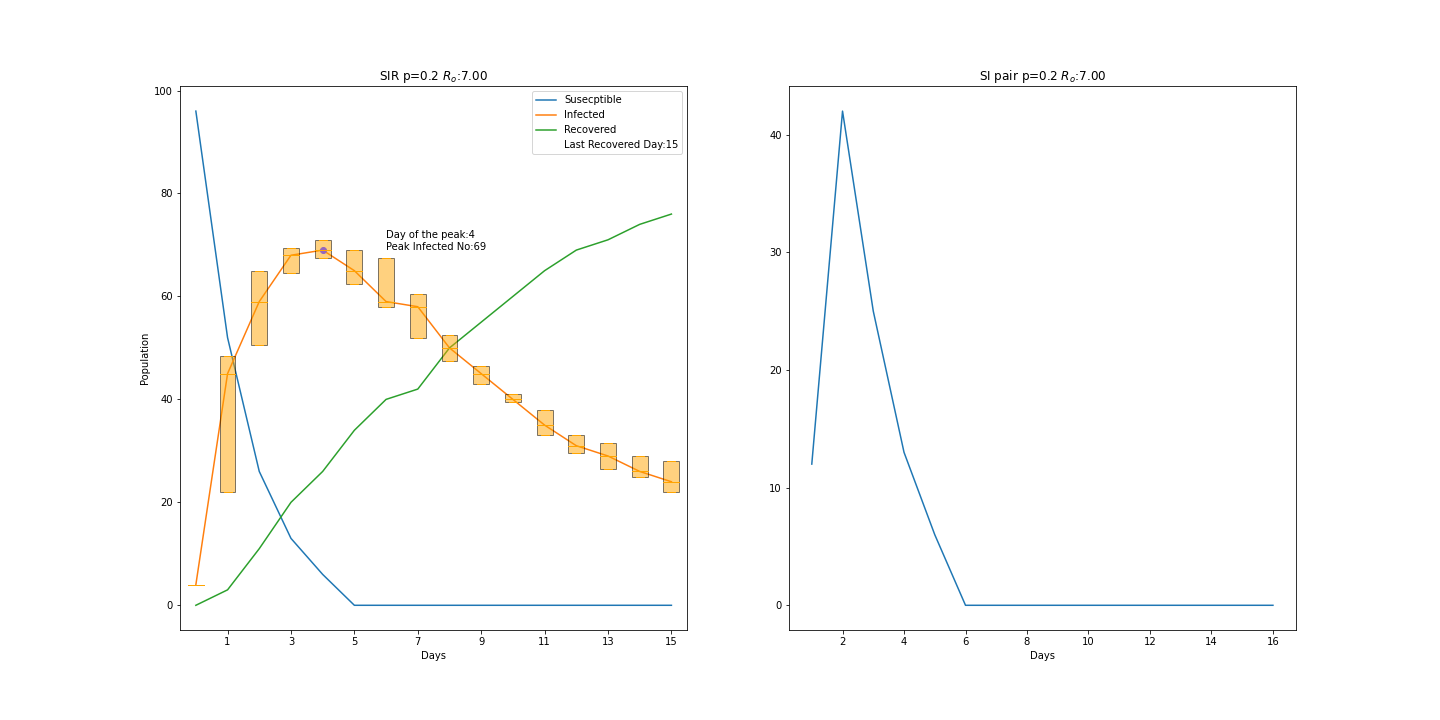 SIR p=0.2 Rₒ:7.00
100
80
60
40
20
0
Population
Susecptible
Infected
Recovered
Last Recovered Day:15
Day of the peak:4
Peak Infected No:69
1 3 5 7 9 11 13 15
Days
SI pair p=0.2 Rₒ:7.00
40
30
20
10
0
2 4 6 8 10 12 14 16
Days